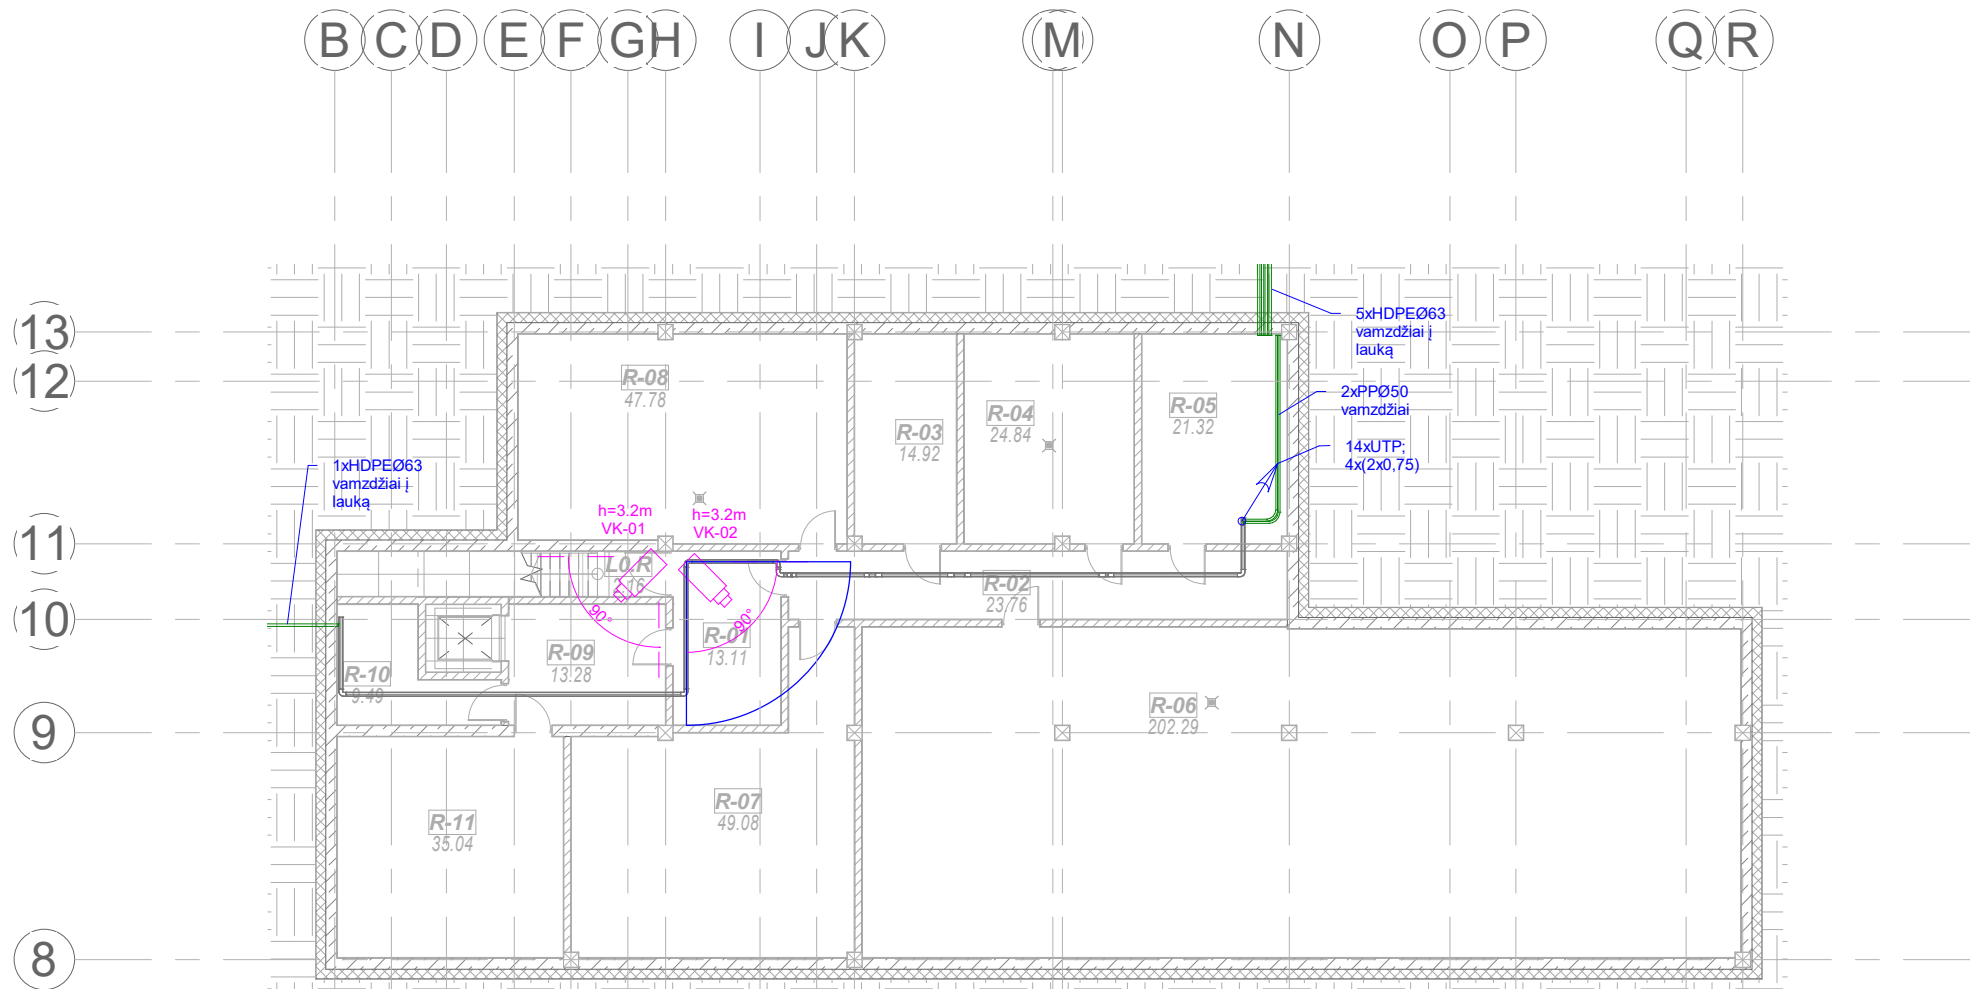 B C D E F G H I J K M N O P Q R
13
12
11
10
9
8
5xHDPEØ63
vamzdžiai į
lauką
2xPPØ50
vamzdžiai
14xUTP;
4x(2x0,75)
1xHDPEØ63
vamzdžiai į
lauką
R-08
47.78
R-03
14.92
R-04
24.84
R-05
21.32
h=3.2m
VK-01
h=3.2m
VK-02
L0.R
90°
90°
R-02
23.76
R-01
13.11
R-09
13.28
R-10
9.49
R-06
202.29
R-07
49.08
R-11
35.04